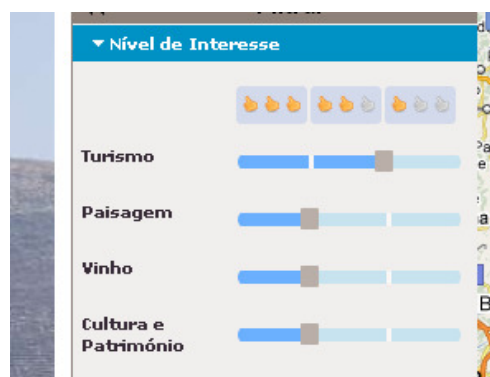 Nível de Interesse
Turismo
Paisagem
Vinho
Cultura e
Património